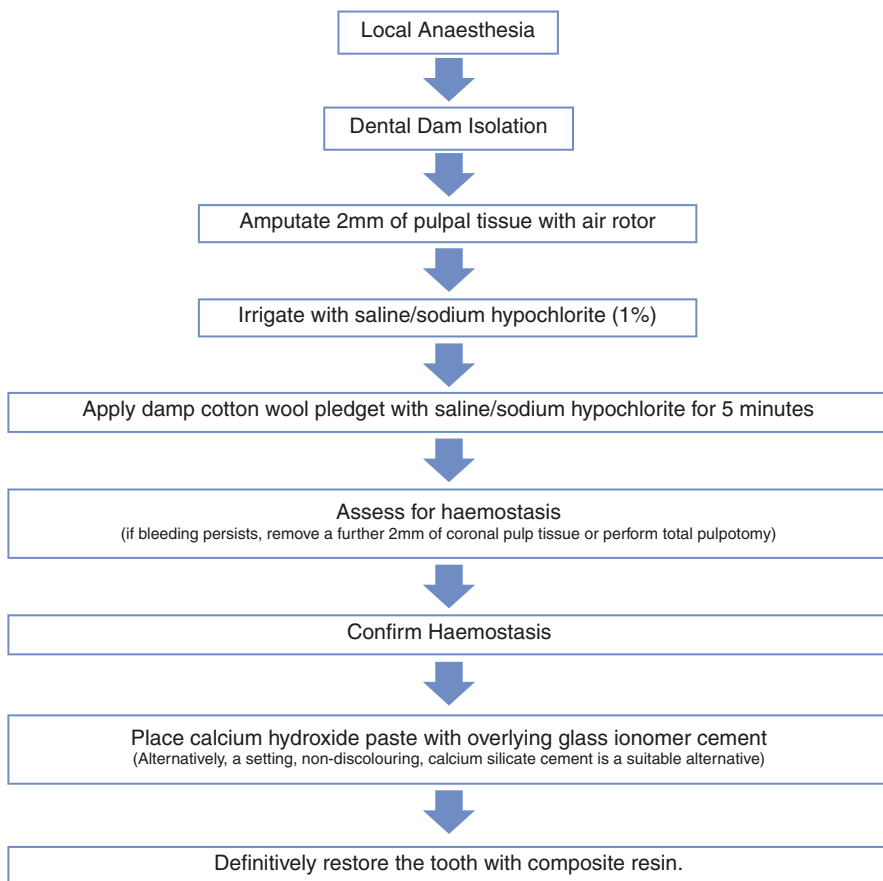 Local Anaesthesia
Dental Dam Isolation
Amputate 2mm of pulpal tissue with air rotor
Irrigate with saline/sodium hypochlorite (1%)
Apply damp cotton wool pledget with saline/sodium hypochlorite for 5 minutes
Assess for haemostasis
(if bleeding persists, remove a further 2mm of coronal pulp tissue or perform total pulpotomy)
Confirm Haemostasis
Place calcium hydroxide paste with overlying glass ionomer cement
(Alternatively, a setting, non-discolouring, calcium silicate cement is a suitable alternative)
Definitively restore the tooth with composite resin.